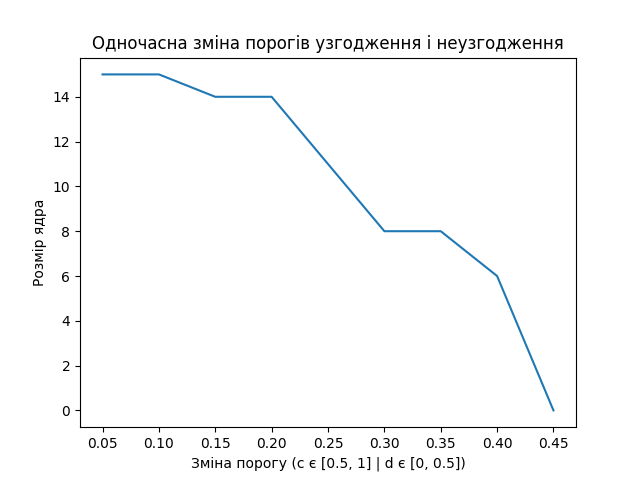 Одночасна зміна порогів узгодження і неузгодження
Розмір ядра
14
12
10
8
6
4
2
0
0.05 0.10 0.15 0.20 0.25 0.30 0.35 0.40 0.45
Зміна порогу (c є [0.5, 1] | d є [0, 0.5])